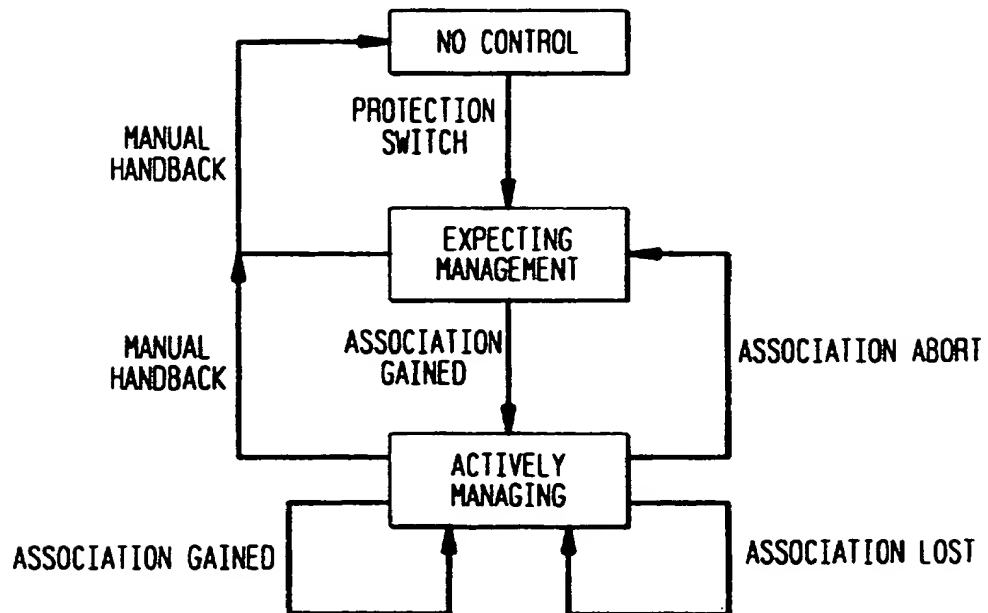 NO CONTROL
PROTECTION
SWITCH
MANUAL
HANDBACK
EXPECTING
MANAGEMENT
MANUAL
HANDBACK
ASSOCIATION
GAINED
ASSOCIATION ABORT
ACTIVELY
MANAGING
ASSOCIATION GAINED
ASSOCIATION LOST